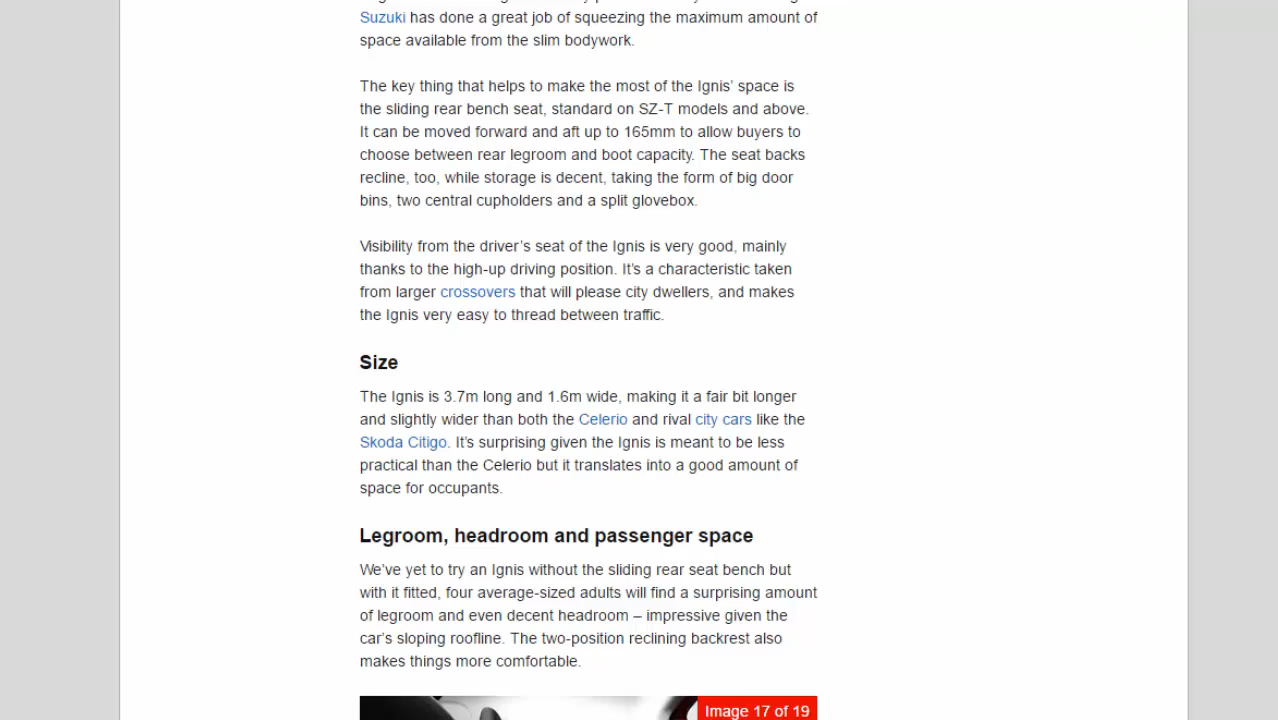 Suzuki has done a great job of squeezing the maximum amount of
space available from the slim bodywork.
The key thing that helps to make the most of the Ignis’ space is
the sliding rear bench seat, standard on SZ-T models and above.
It can be moved forward and aft up to 165mm to allow buyers to
choose between rear legroom and boot capacity. The seat backs
recline, too, while storage is decent, taking the form of big door
bins, two central cupholders and a split glovebox.
Visibility from the driver’s seat of the Ignis is very good, mainly
thanks to the high-up driving position. It’s a characteristic taken
from larger crossovers that will please city dwellers, and makes
the Ignis very easy to thread between traffic.
Size
The Ignis is 3.7m long and 1.6m wide, making it a fair bit longer
and slightly wider than both the Celerio and rival city cars like the
Skoda Citigo. It’s surprising given the Ignis is meant to be less
practical than the Celerio but it translates into a good amount of
space for occupants.
Legroom, headroom and passenger space
We’ve yet to try an Ignis without the sliding rear seat bench but
with it fitted, four average-sized adults will find a surprising amount
of legroom and even decent headroom – impressive given the
car’s sloping roofline. The two-position reclining backrest also
makes things more comfortable.
Image 17 of 19